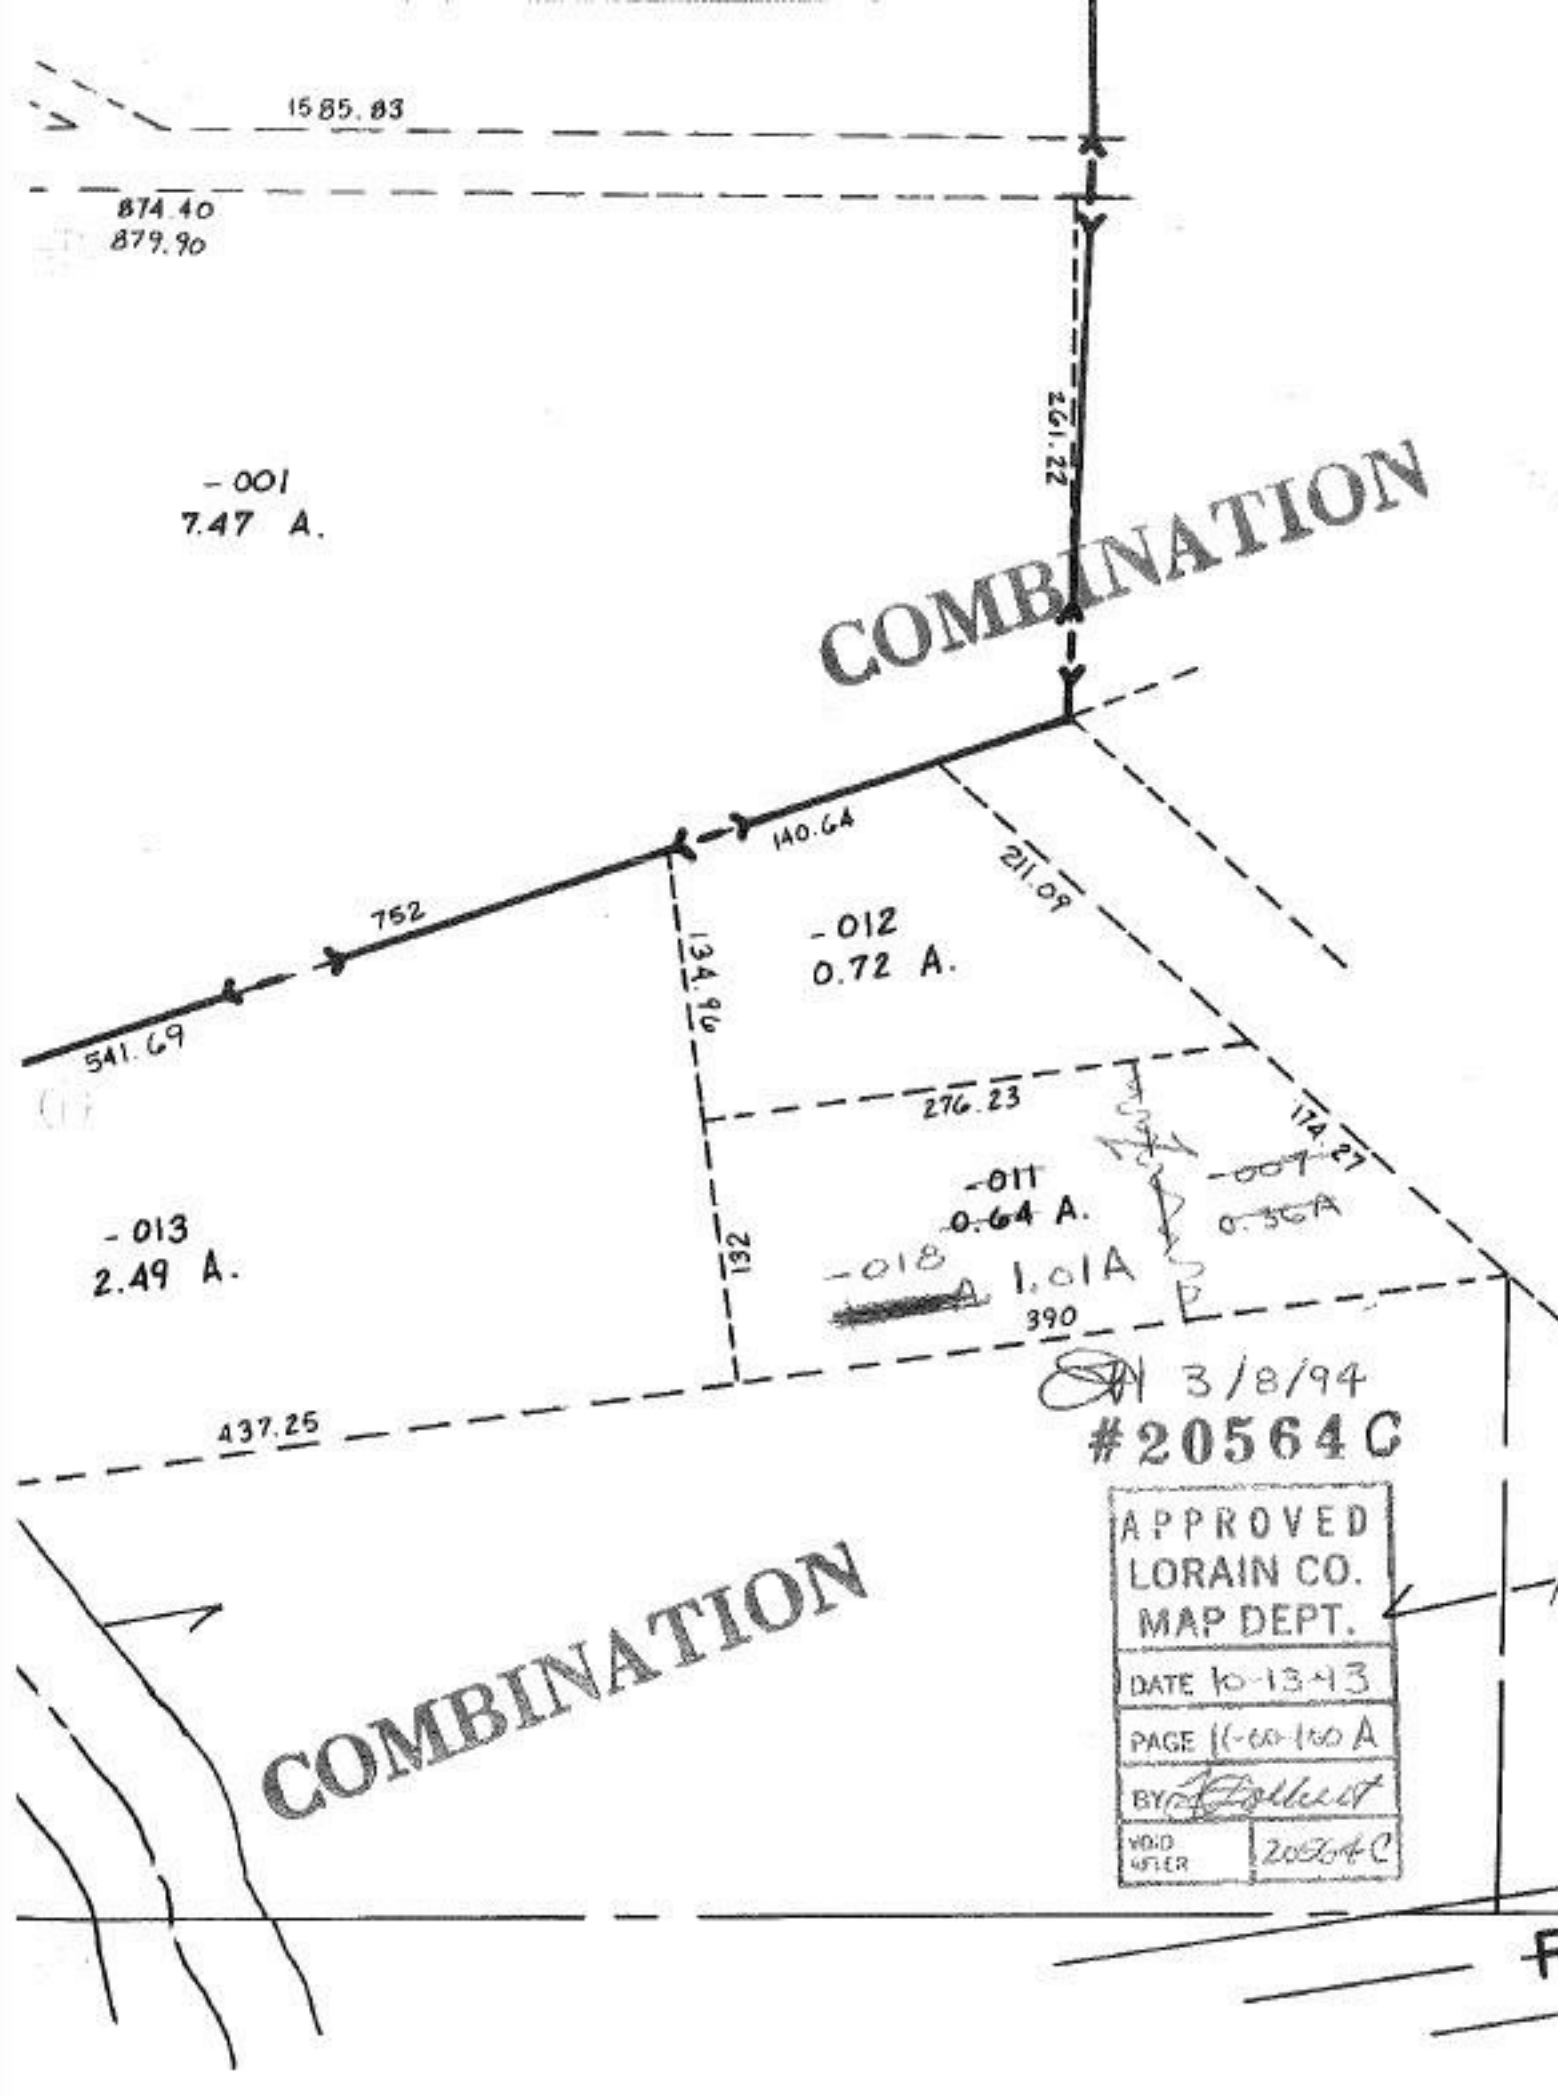 1585.83
874.40
879.90
261.22
-001
7.47 A.
COMBINATION
140.64
211.09
752
-012
0.72 A.
134.96
541.69
276.23
174.27
-011
0.64 A.
-007
0.36A
-013
2.49 A.
132
-018
A 1.01A
390
3/8/94
#20564C
437.25
APPROVED
LORAIN CO.
MAP DEPT.
DATE 10-13-93
PAGE 11-00-100 A
BY
VOID
AFTER
20564 C
COMBINATION